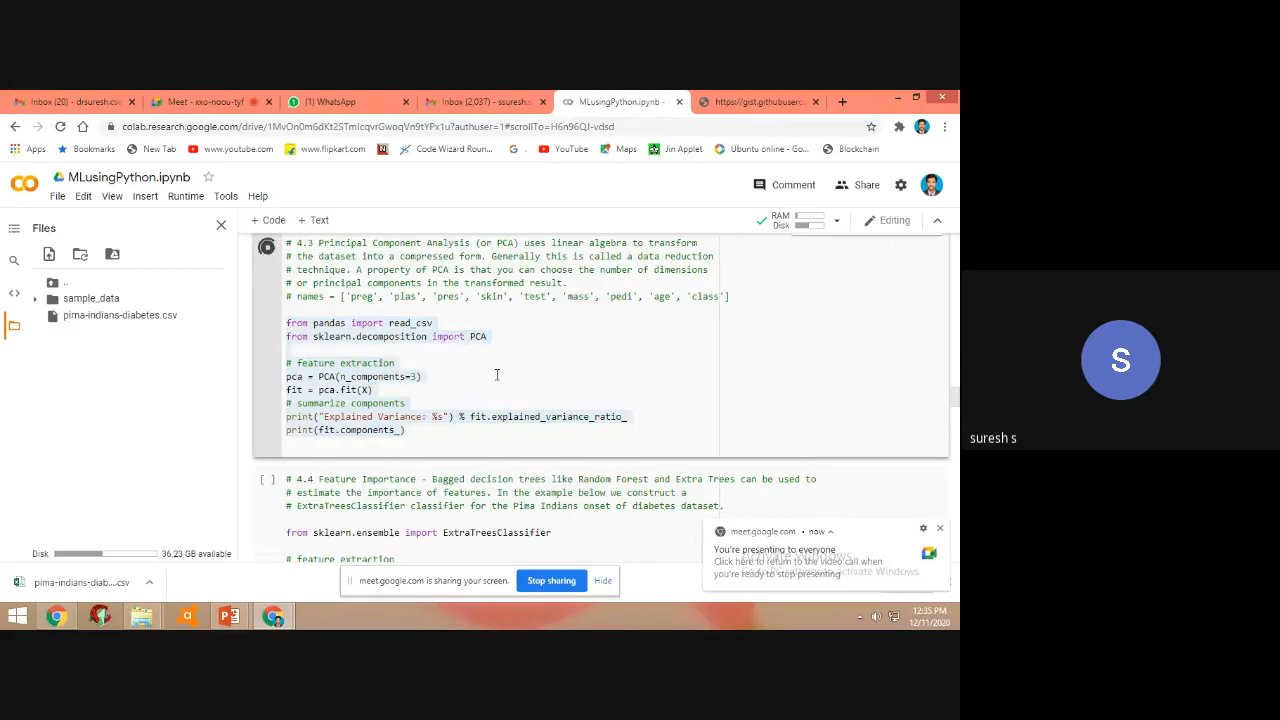 Inbox (20) - drsuresh.cse
Meet - xxo-noou-tyf
(1) WhatsApp
Inbox (2,037) - ssuresh.s
MLusingPython.ipynb -
https://gist.githubuserc
colab.research.google.com/drive/1MvOn0m6dKt2STmIcqvrGwoqVn9tYPx1u?authuser=1#scrollTo=H6n96QJ-vdsd
Apps
Bookmarks
New Tab
www.youtube.com
www.flipkart.com
Code Wizard Roun...
YouTube
Maps
Jin Applet
Ubuntu online - Go...
Blockchain
MLusingPython.ipynb
Comment
Share
File Edit View Insert Runtime Tools Help
Files
+ Code + Text
RAM
Disk
Editing
..
sample_data
pima-indians-diabetes.csv
# 4.3 Principal Component Analysis (or PCA) uses linear algebra to transform
# the dataset into a compressed form. Generally this is called a data reduction
# technique. A property of PCA is that you can choose the number of dimensions
# or principal components in the transformed result.
# names = ['preg', 'plas', 'pres', 'skin', 'test', 'mass', 'pedi', 'age', 'class']
from pandas import read_csv
from sklearn.decomposition import PCA
# feature extraction
pca = PCA(n_components=3)
fit = pca.fit(X)
# summarize components
print("Explained Variance: %s") % fit.explained_variance_ratio_
print(fit.components_)
[ ] # 4.4 Feature Importance - Bagged decision trees like Random Forest and Extra Trees can be used to
# estimate the importance of features. In the example below we construct a
# ExtraTreesClassifier classifier for the Pima Indians onset of diabetes dataset.
from sklearn.ensemble import ExtraTreesClassifier
# feature extraction
Disk
36.23 GB available
meet.google.com • now
You're presenting to everyone
Click here to return to the video call when
you're ready to stop presenting
Activate Windows
pima-indians-diab....csv
meet.google.com is sharing your screen.
Stop sharing
Hide
12:35 PM
12/11/2020
S
suresh s